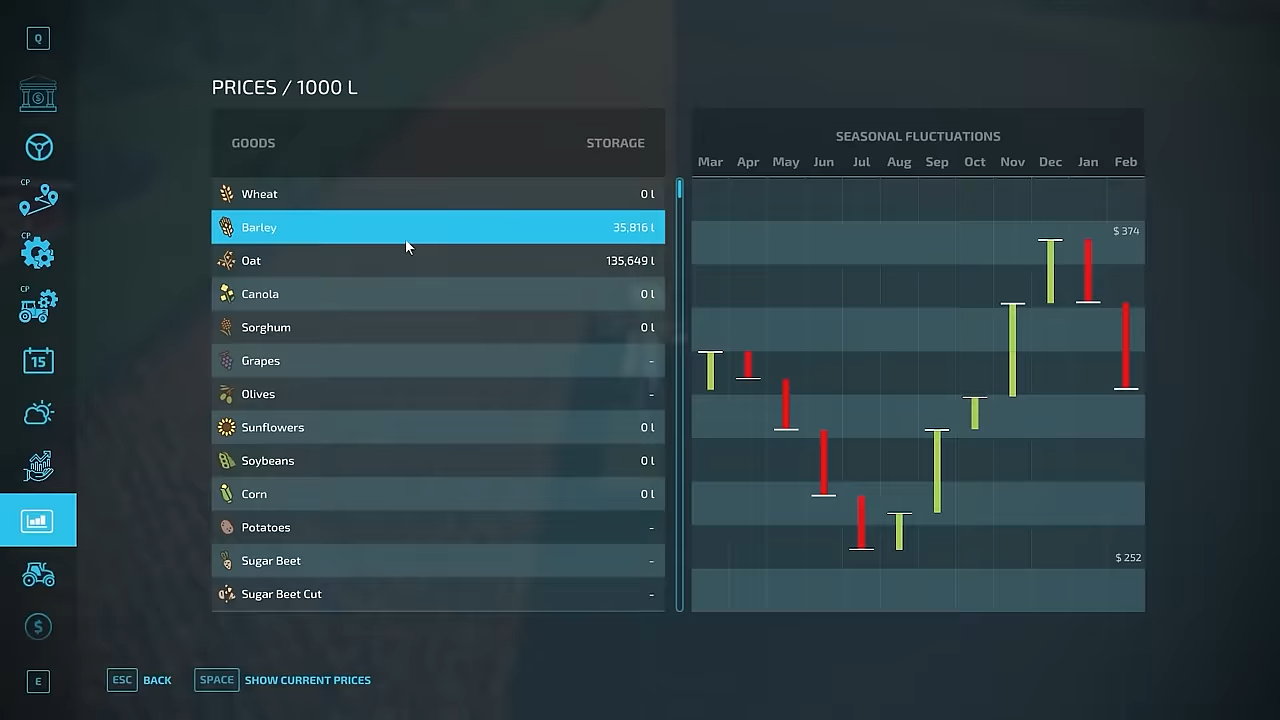 Q
PRICES / 1000 L
GOODS STORAGE
SEASONAL FLUCTUATIONS
Mar Apr May Jun Jul Aug Sep Oct Nov Dec Jan Feb
Wheat 0 l
Barley 35,816 l
$ 374
Oat 135,649 l
Canola 0 l
Sorghum 0 l
Grapes -
Olives -
Sunflowers 0 l
Soybeans 0 l
Corn 0 l
Potatoes -
Sugar Beet -
$ 252
Sugar Beet Cut -
CP
CP
CP
15
$
E
ESC BACK SPACE SHOW CURRENT PRICES